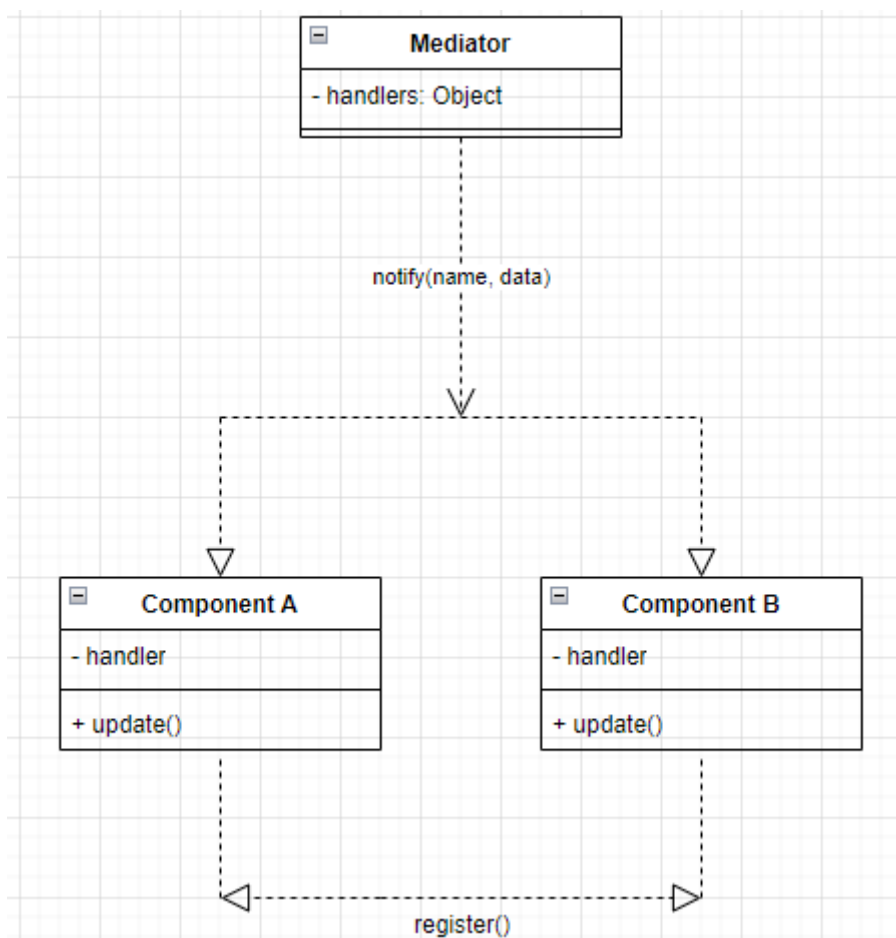 Mediator
- handlers: Object
notify(name, data)
Component A
- handler
+ update()
Component B
- handler
+ update()
register()